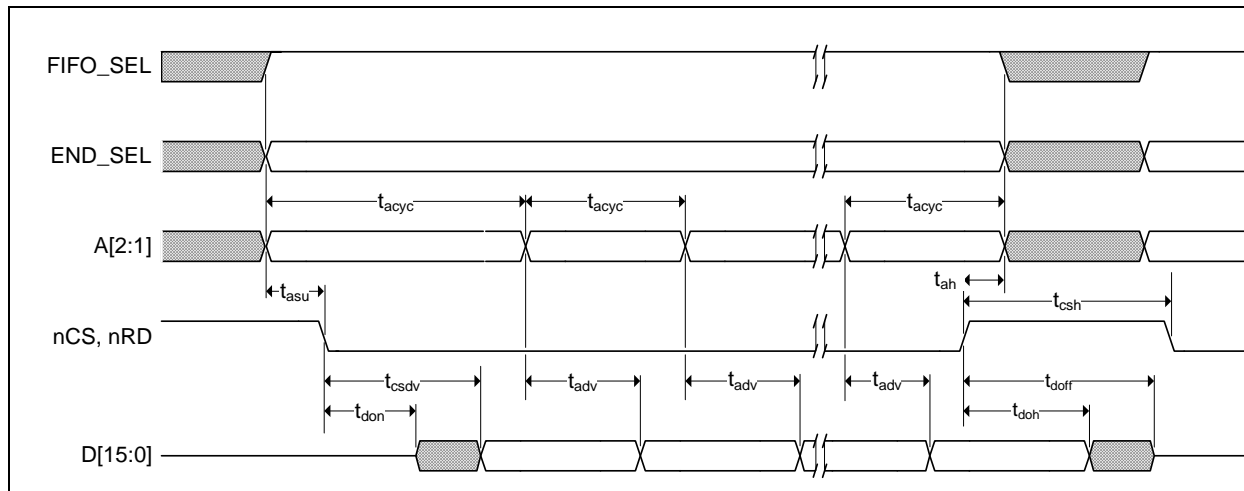 FIFO_SEL
END_SEL
tacyc tacyc tacyc
A[2:1]
tasu tah tcsh
nCS, nRD
tcsdv tadv tadv tadv tdoff
tdon tdoh
D[15:0]